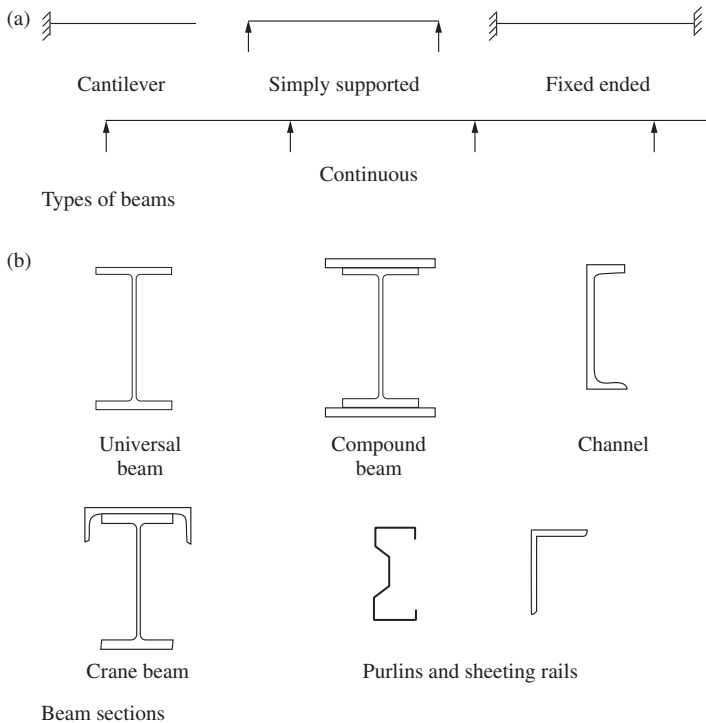 (a)
Cantilever
Simply supported
Fixed ended
Continuous
Types of beams
(b)
Universal
beam
Compound
beam
Channel
Crane beam
Purlins and sheeting rails
Beam sections